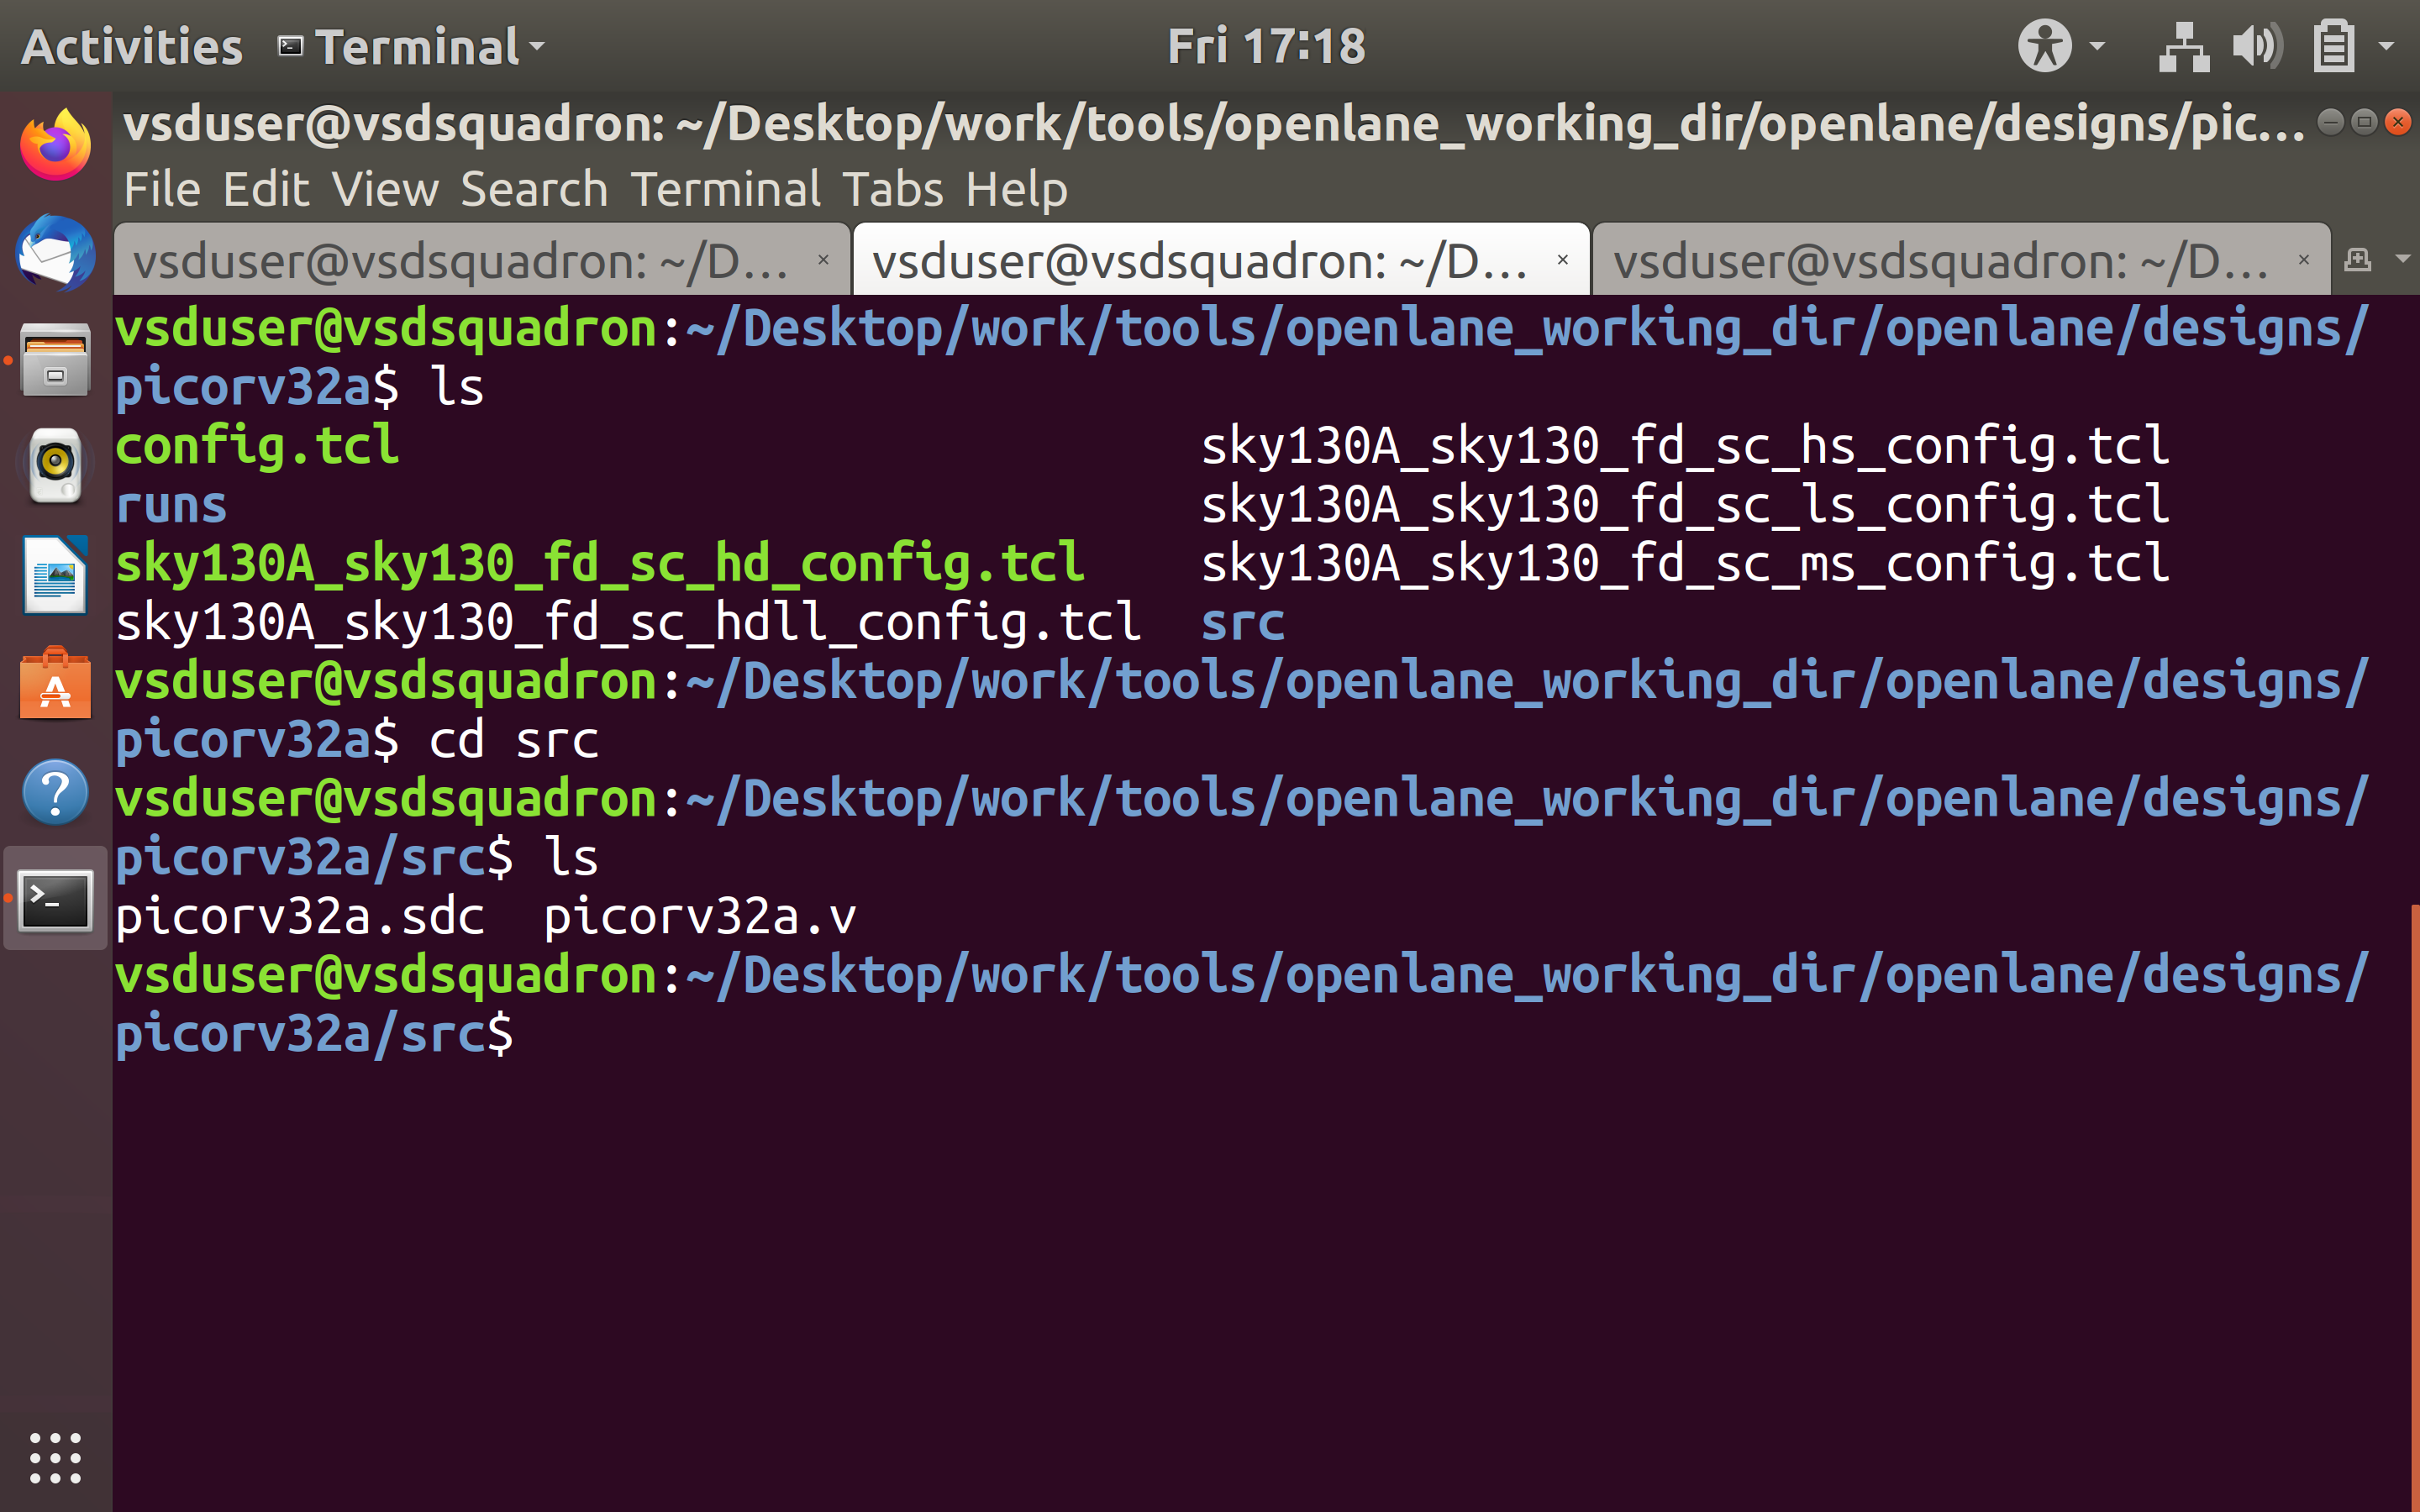 Activities Terminal Fri 17:18
vsduser@vsdsquadron: ~/Desktop/work/tools/openlane_working_dir/openlane/designs/pic...
File Edit View Search Terminal Tabs Help
vsduser@vsdsquadron: ~/D... vsduser@vsdsquadron: ~/D... vsduser@vsdsquadron: ~/D...
vsduser@vsdsquadron:~/Desktop/work/tools/openlane_working_dir/openlane/designs/
picorv32a$ ls
config.tcl sky130A_sky130_fd_sc_hs_config.tcl
runs sky130A_sky130_fd_sc_ls_config.tcl
sky130A_sky130_fd_sc_hd_config.tcl sky130A_sky130_fd_sc_ms_config.tcl
sky130A_sky130_fd_sc_hdll_config.tcl src
vsduser@vsdsquadron:~/Desktop/work/tools/openlane_working_dir/openlane/designs/
picorv32a$ cd src
vsduser@vsdsquadron:~/Desktop/work/tools/openlane_working_dir/openlane/designs/
picorv32a/src$ ls
picorv32a.sdc picorv32a.v
vsduser@vsdsquadron:~/Desktop/work/tools/openlane_working_dir/openlane/designs/
picorv32a/src$